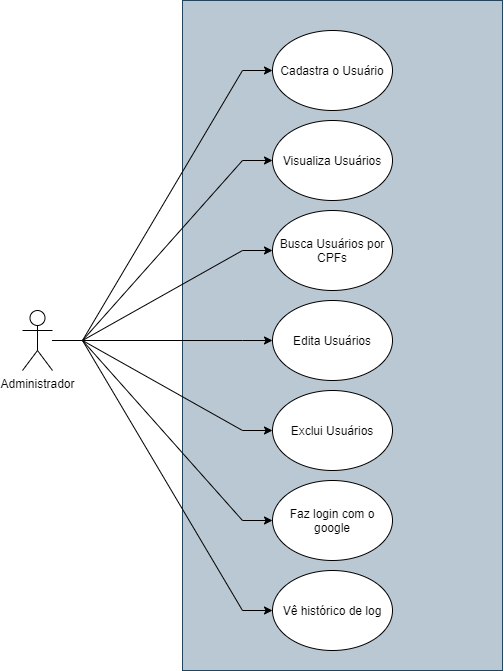 Cadastra o Usuário
Visualiza Usuários
Busca Usuários por
CPFs
Edita Usuários
Administrador
Exclui Usuários
Faz login com o
google
Vê histórico de log